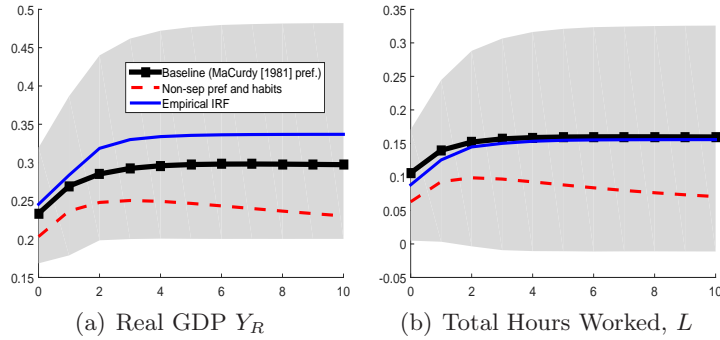 0.5
0.45
0.4
0.35
0.3
0.25
0.2
0.15
0 2 4 6 8 10
Baseline (MaCurdy [1981] pref.)
Non-sep pref and habits
Empirical IRF
(a) Real GDP Y_R
0.35
0.3
0.25
0.2
0.15
0.1
0.05
0
-0.05
0 2 4 6 8 10
(b) Total Hours Worked, L